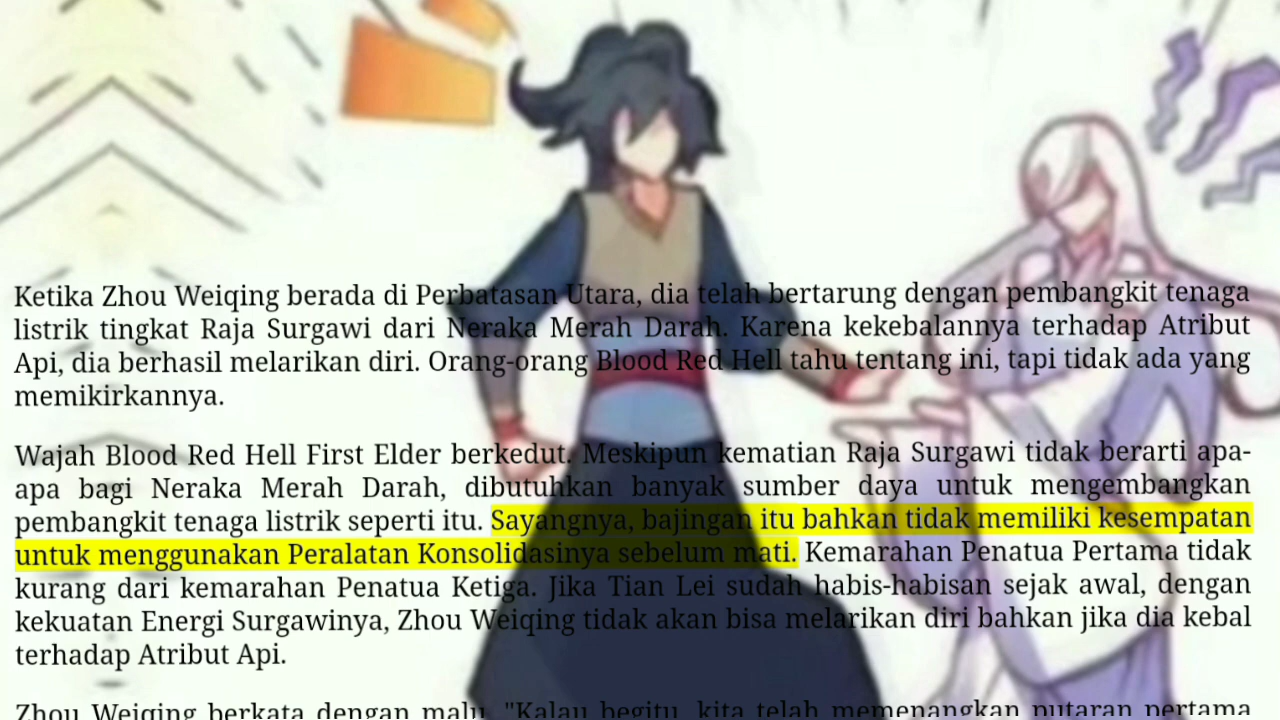 Ketika Zhou Weiqing berada di Perbatasan Utara, dia telah bertarung dengan pembangkit tenaga
listrik tingkat Raja Surgawi dari Neraka Merah Darah. Karena kekebalannya terhadap Atribut
Api, dia berhasil melarikan diri. Orang-orang Blood Red Hell tahu tentang ini, tapi tidak ada yang
memikirkannya.
Wajah Blood Red Hell First Elder berkedut. Meskipun kematian Raja Surgawi tidak berarti apa-
apa bagi Neraka Merah Darah, dibutuhkan banyak sumber daya untuk mengembangkan
pembangkit tenaga listrik seperti itu. Sayangnya, bajingan itu bahkan tidak memiliki kesempatan
untuk menggunakan Peralatan Konsolidasinya sebelum mati. Kemarahan Penatua Pertama tidak
kurang dari kemarahan Penatua Ketiga. Jika Tian Lei sudah habis-habisan sejak awal, dengan
kekuatan Energi Surgawinya, Zhou Weiqing tidak akan bisa melarikan diri bahkan jika dia kebal
terhadap Atribut Api.
Zhou Weiqing berkata dengan malu, "Kalau begitu, kita telah memenangkan putaran pertama